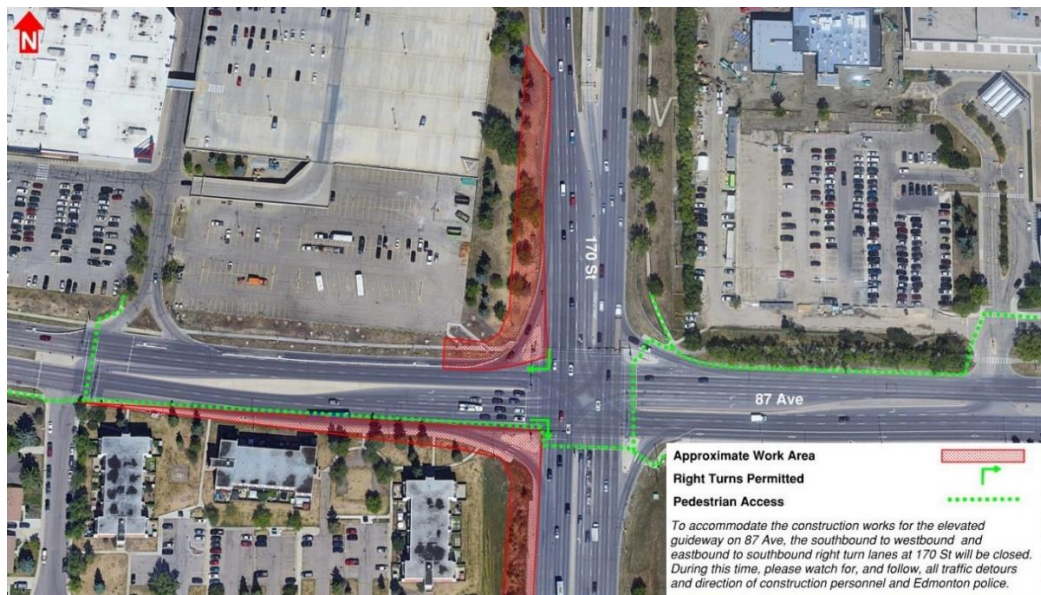 N
170 St
87 Ave
Approximate Work Area
Right Turns Permitted
Pedestrian Access
To accommodate the construction works for the elevated
guideway on 87 Ave, the southbound to westbound and
eastbound to southbound right turn lanes at 170 St will be closed.
During this time, please watch for, and follow, all traffic detours
and direction of construction personnel and Edmonton police.